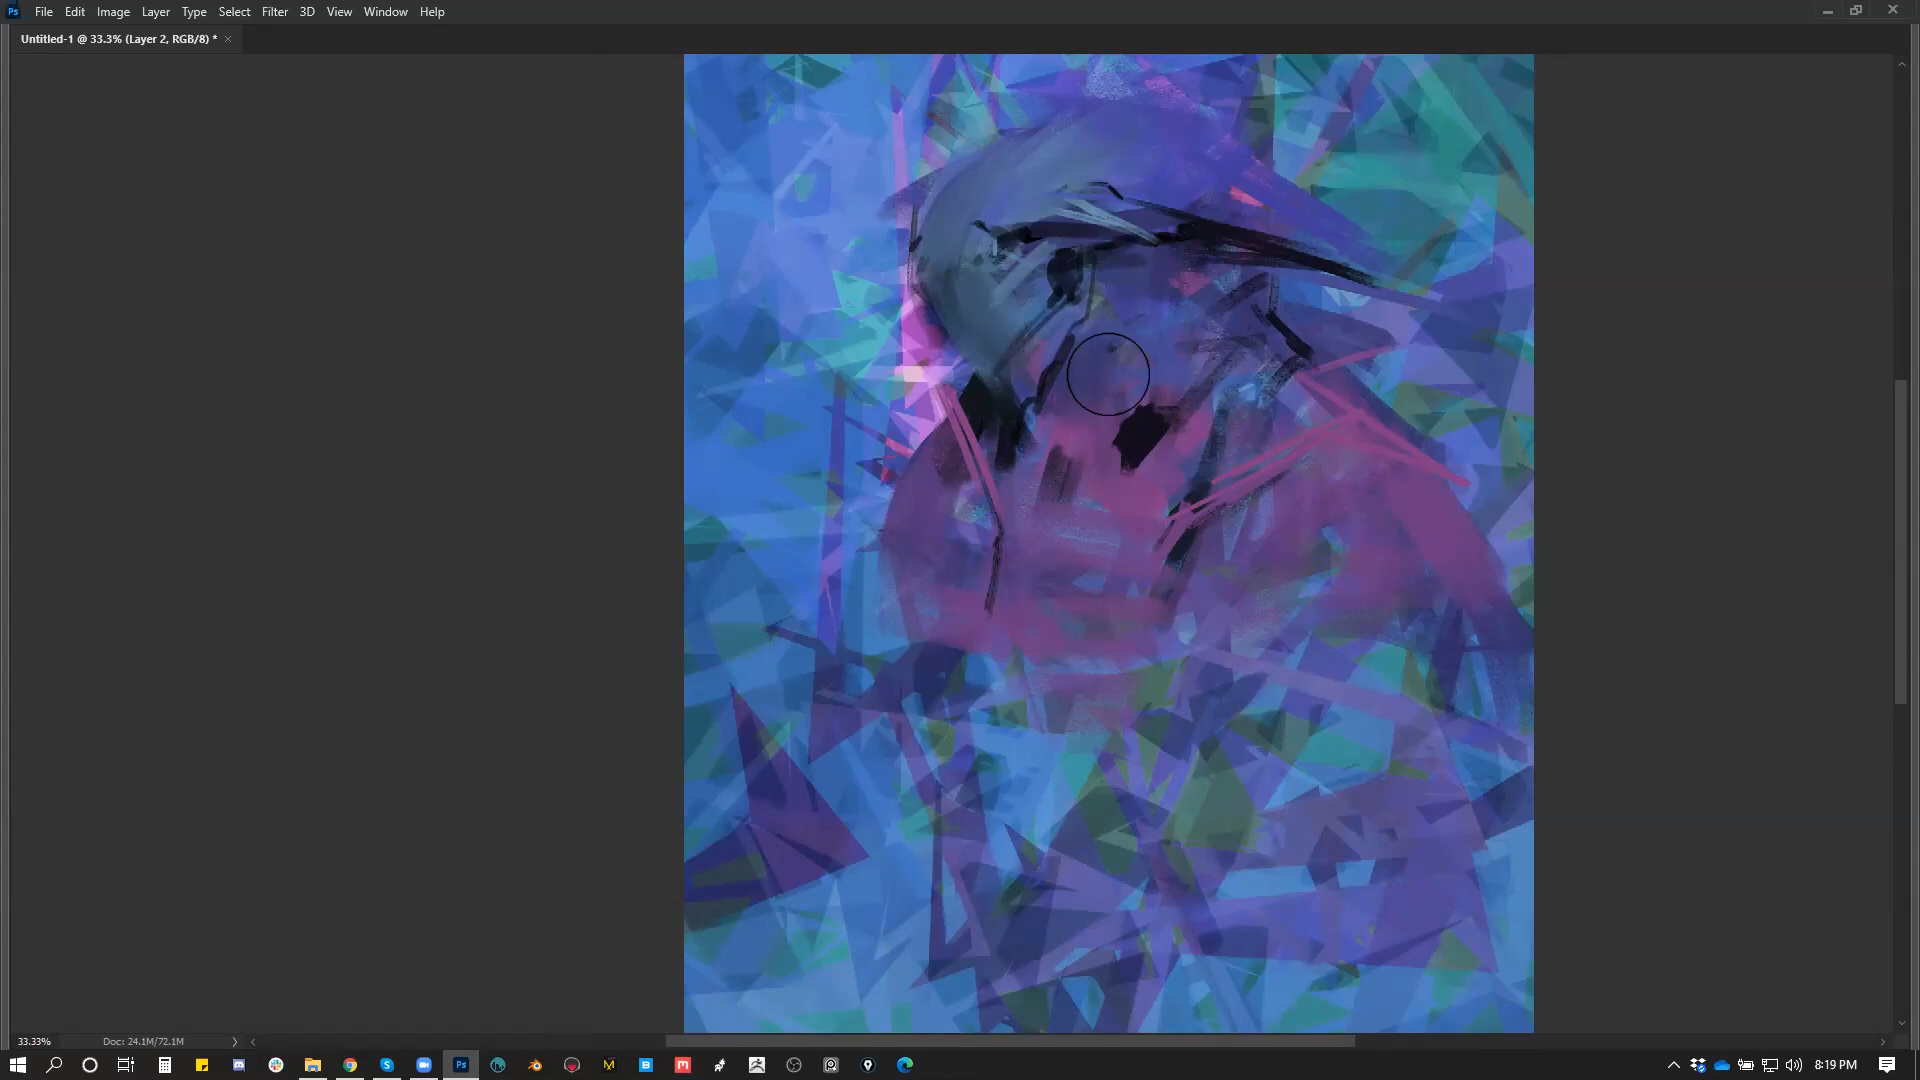 Ps File Edit Image Layer Type Select Filter 3D View Window Help
Untitled-1 @ 33.3% (Layer 2, RGB/8) *
33.33% Doc: 24.1M/72.1M
8:19 PM